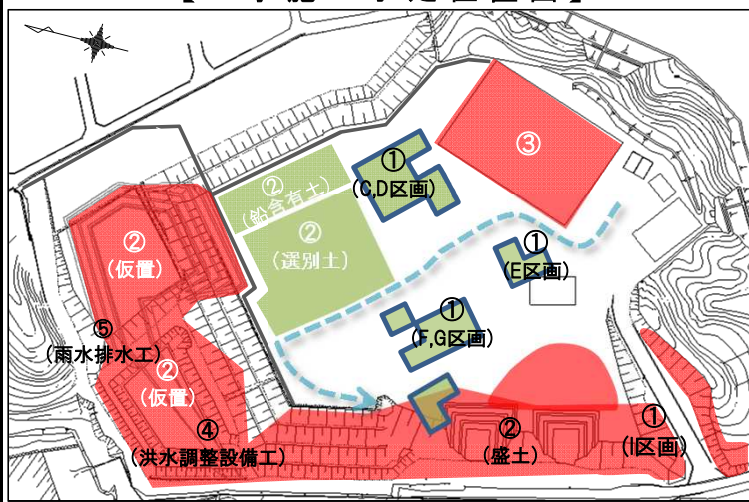 ③
①
(C,D区画)
②
(鉛含有土)
②
(選別土)
②
(仮置)
①
(E区画)
①
(F,G区画)
⑤
(雨水排水工)
②
(仮置)
④
(洪水調整設備工)
②
(盛土)
①
(I区画)